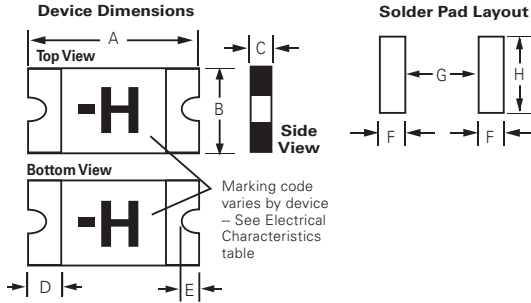 Device Dimensions
A
Top View
-H
B
C
Side
View
Bottom View
-H
Marking code
varies by device
-- See Electrical
Characteristics
table
D
E
Solder Pad Layout
G
H
F
F